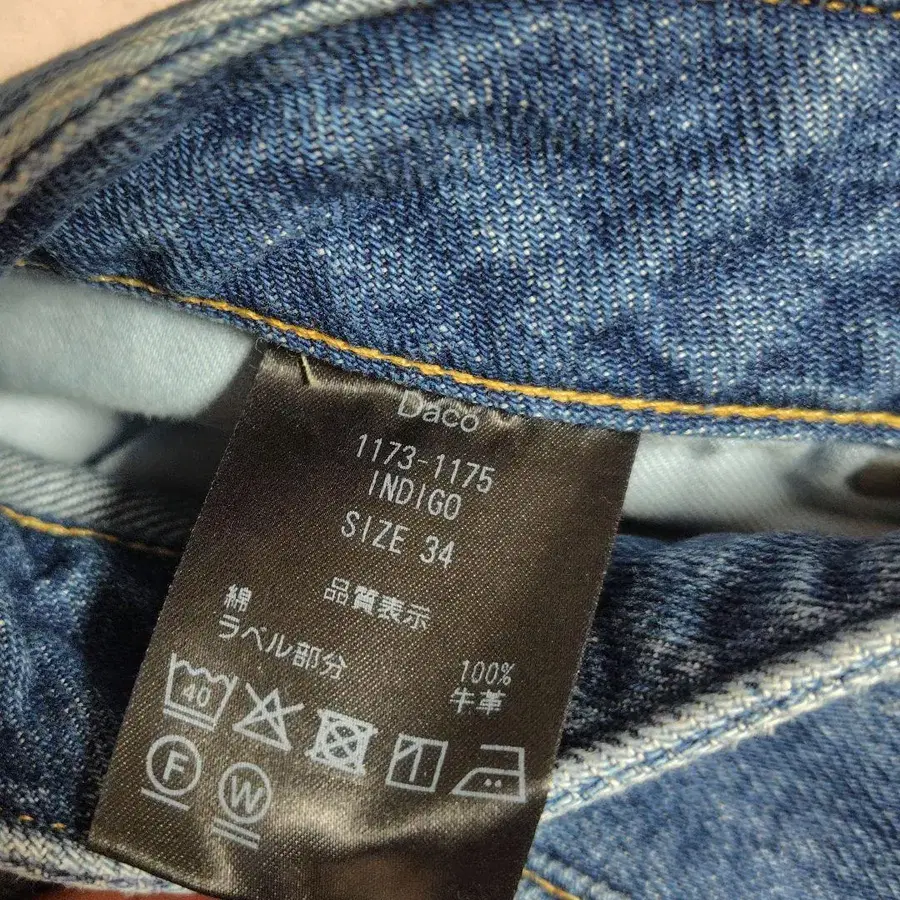 Daco
1173-1175
INDIGO
SIZE 34
品質表示
綿 100%
ラベル部分 牛革
40
F
W